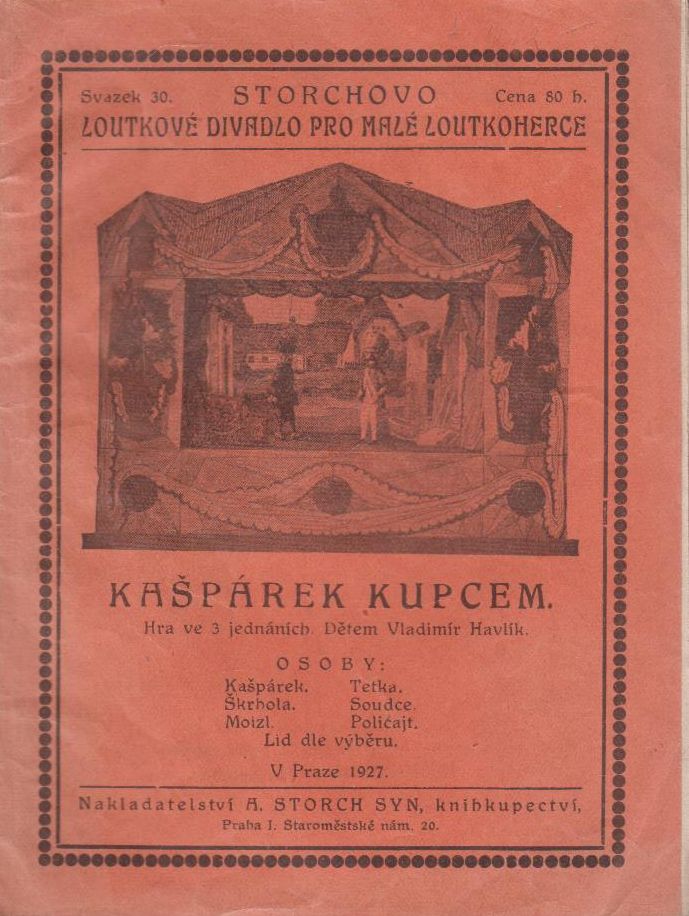 Svazek 30. STORCHOVO Cena 80 h.
LOUTKOVÉ DIVADLO PRO MALÉ LOUTKOHERCE
KAŠPÁREK KUPCEM.
Hra ve 3 jednáních. Dětem Vladimír Havlík.
OSOBY:
Kašpárek. Tetka.
Škrhola. Soudce.
Moizl. Polićajt.
Lid dle výběru.
V Praze 1927.
Nakladatelství A. STORCH SYN, knihkupectví,
Praha I. Staroměstské nám. 20.